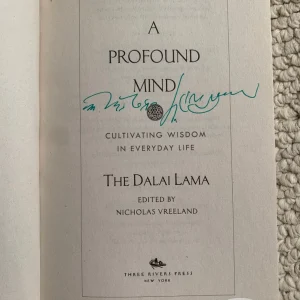 A
PROFOUND
MIND
CULTIVATING WISDOM
IN EVERYDAY LIFE
THE DALAI LAMA
EDITED BY
NICHOLAS VREELAND
THREE RIVERS PRESS
NEW YORK